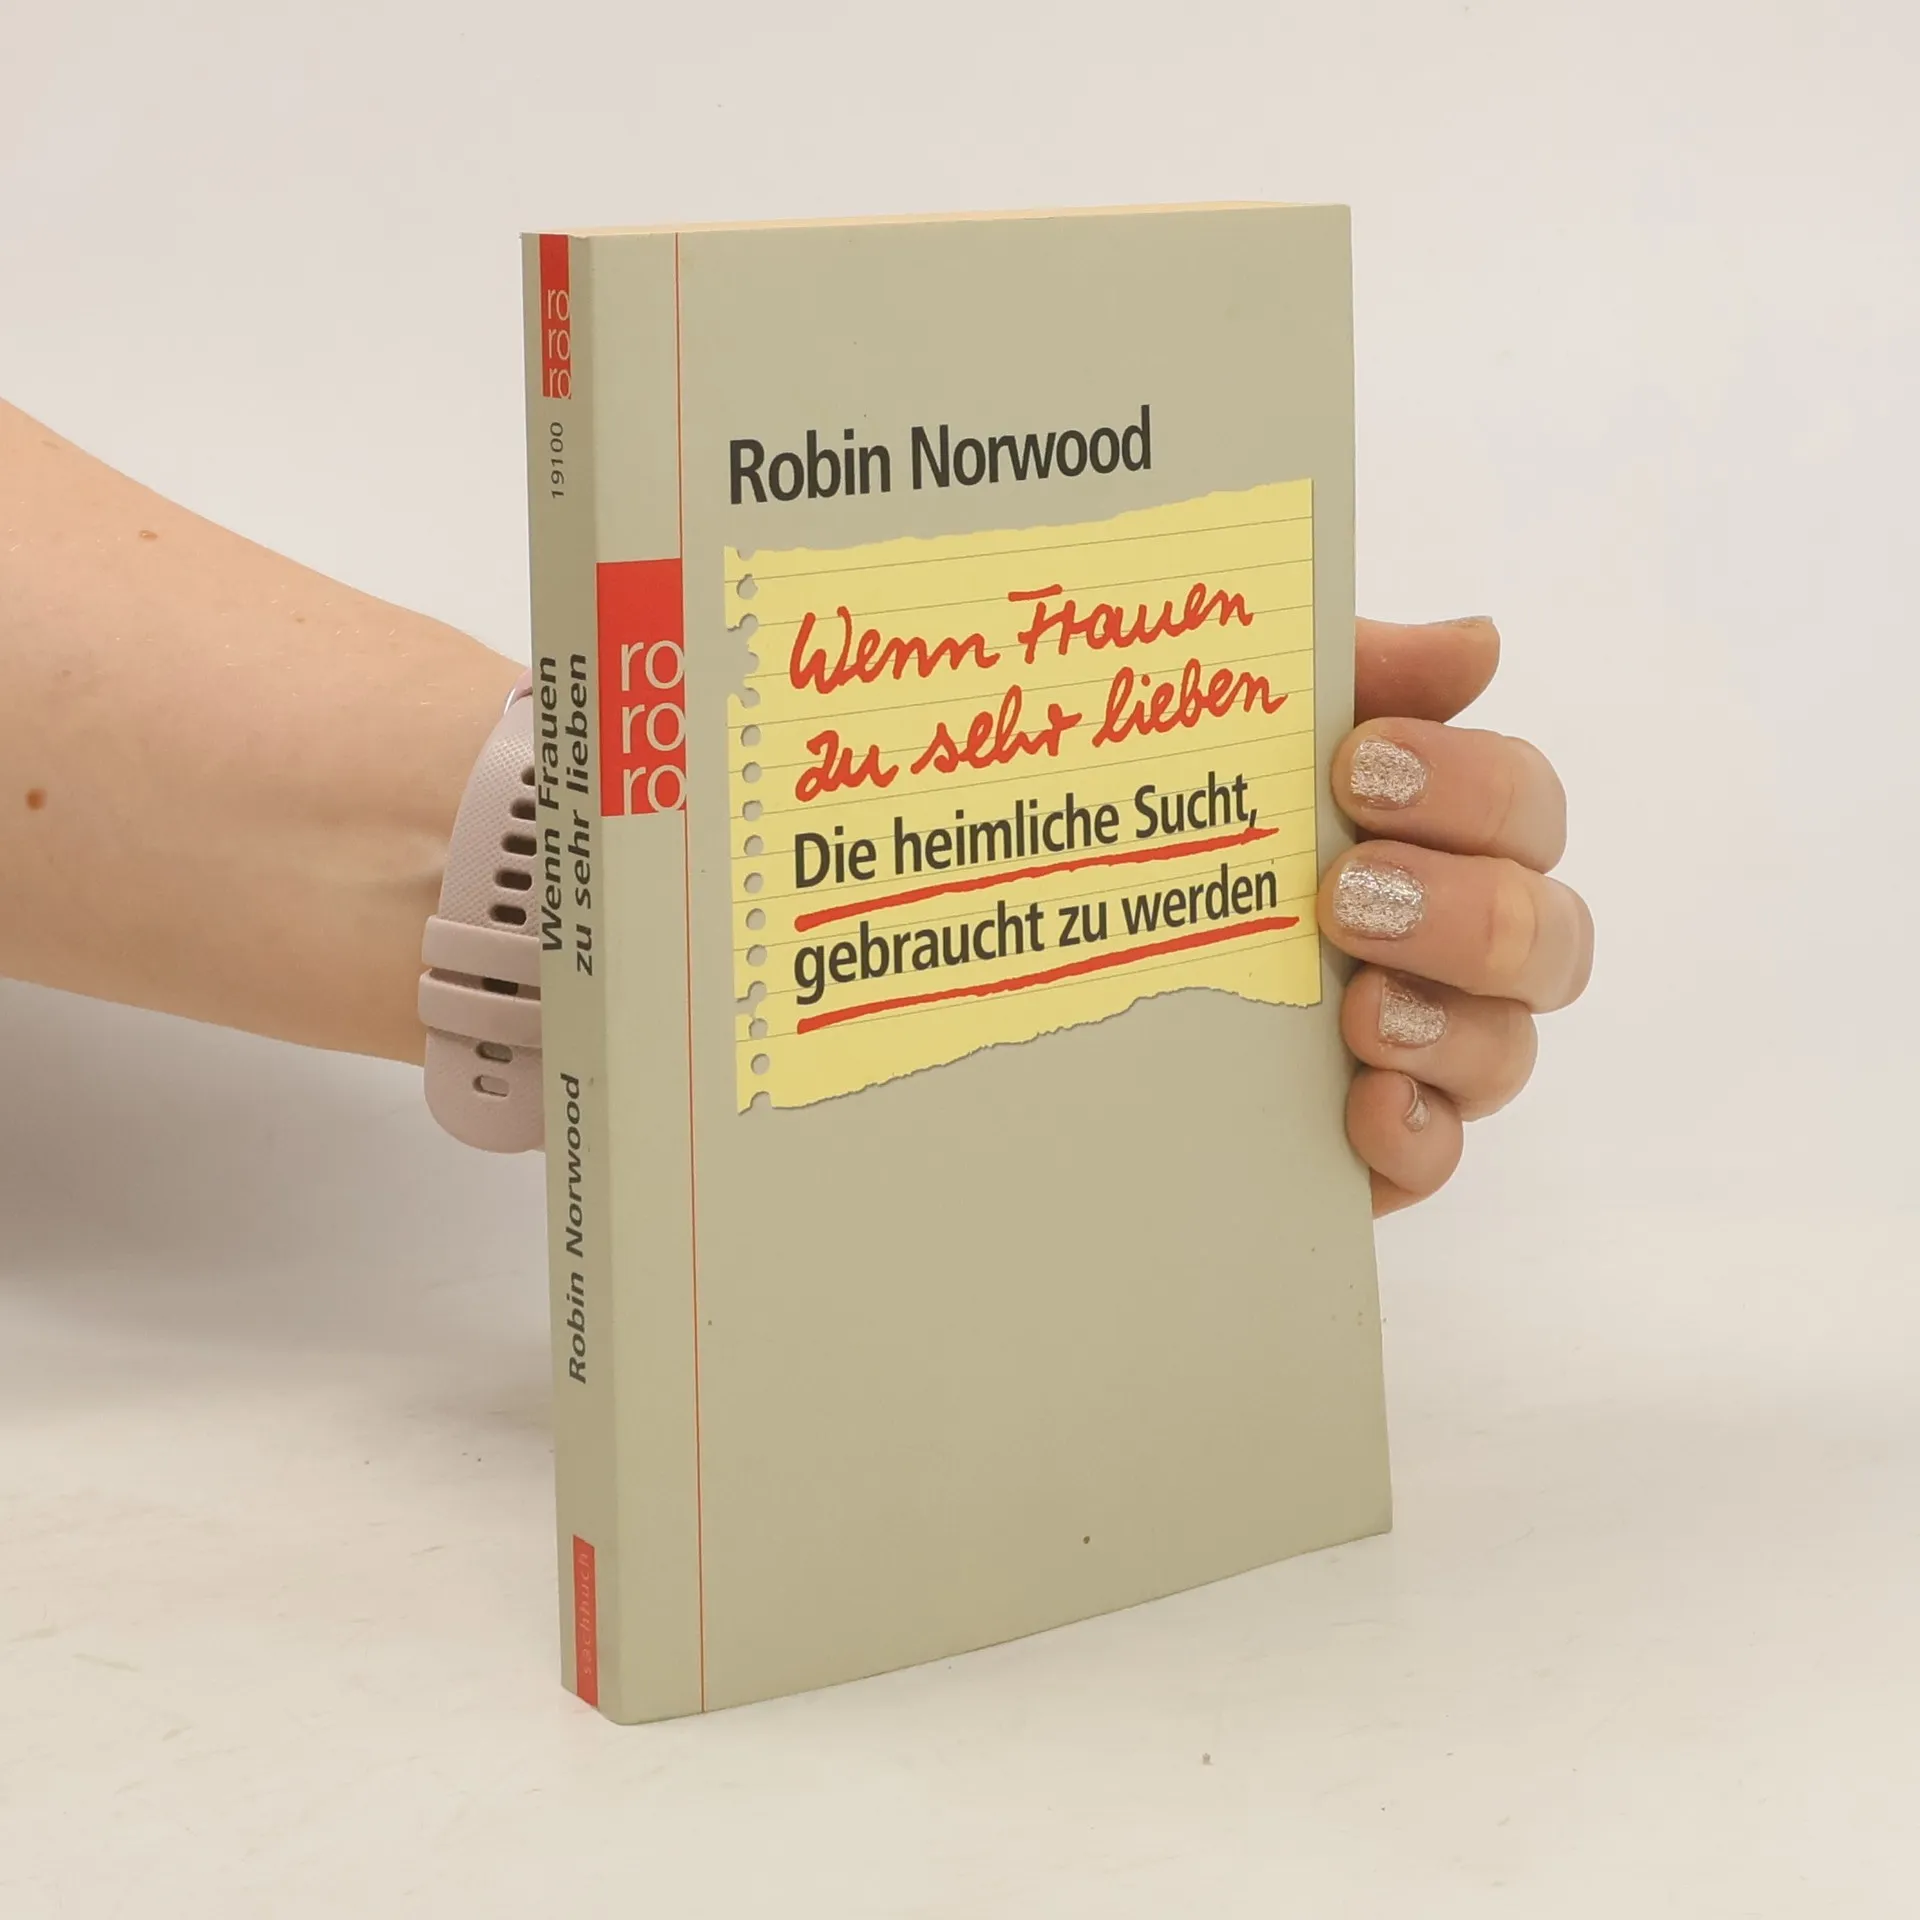 ro
ro
ro
19100
Wenn Frauen
zu sehr lieben
Robin Norwood
sachbuch
ro
ro
ro
Robin Norwood
Wenn Frauen
zu sehr lieben
Die heimliche Sucht,
gebraucht zu werden